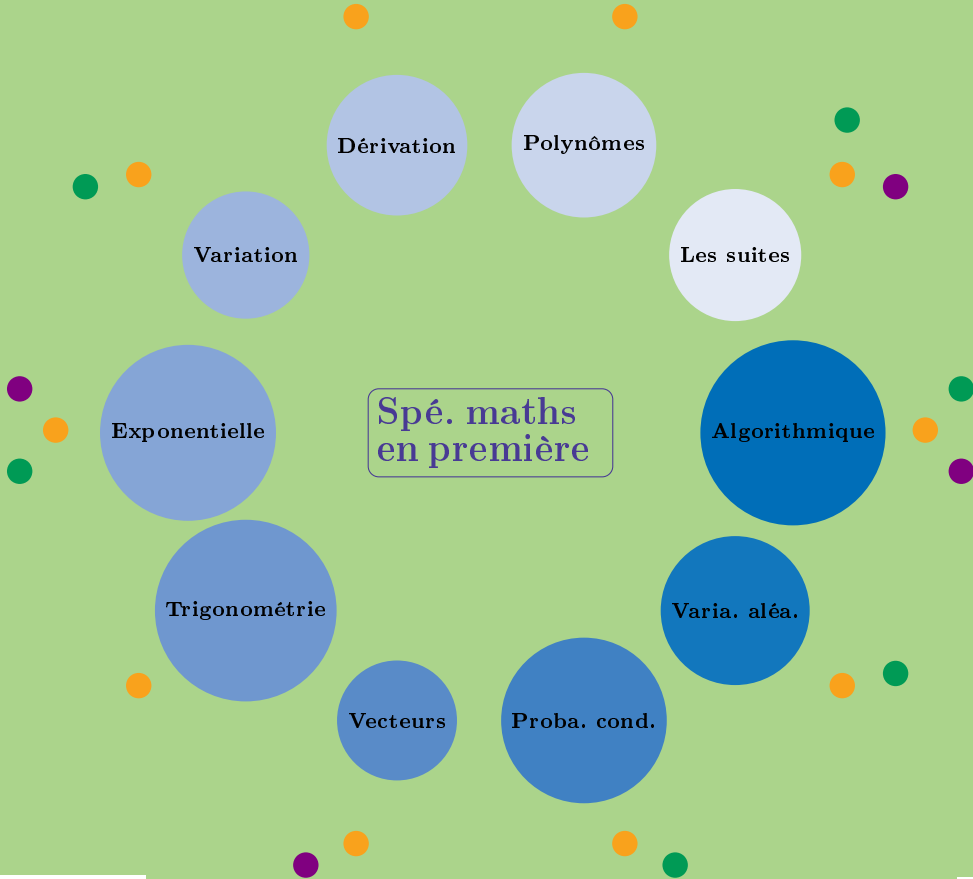 Dérivation
Polynômes
Variation
Les suites
Spé. maths
en première
Exponentielle
Algorithmique
Trigonométrie
Varia. aléa.
Vecteurs
Proba. cond.